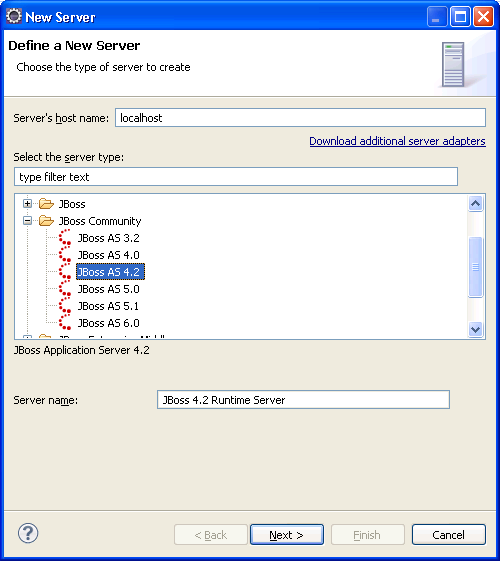 New Server
Define a New Server
Choose the type of server to create
Server's host name: localhost
Download additional server adapters
Select the server type:
type filter text
JBoss
JBoss Community
JBoss AS 3.2
JBoss AS 4.0
JBoss AS 4.2
JBoss AS 5.0
JBoss AS 5.1
JBoss AS 6.0
JBoss Application Server 4.2
Server name: JBoss 4.2 Runtime Server
< Back Next > Finish Cancel